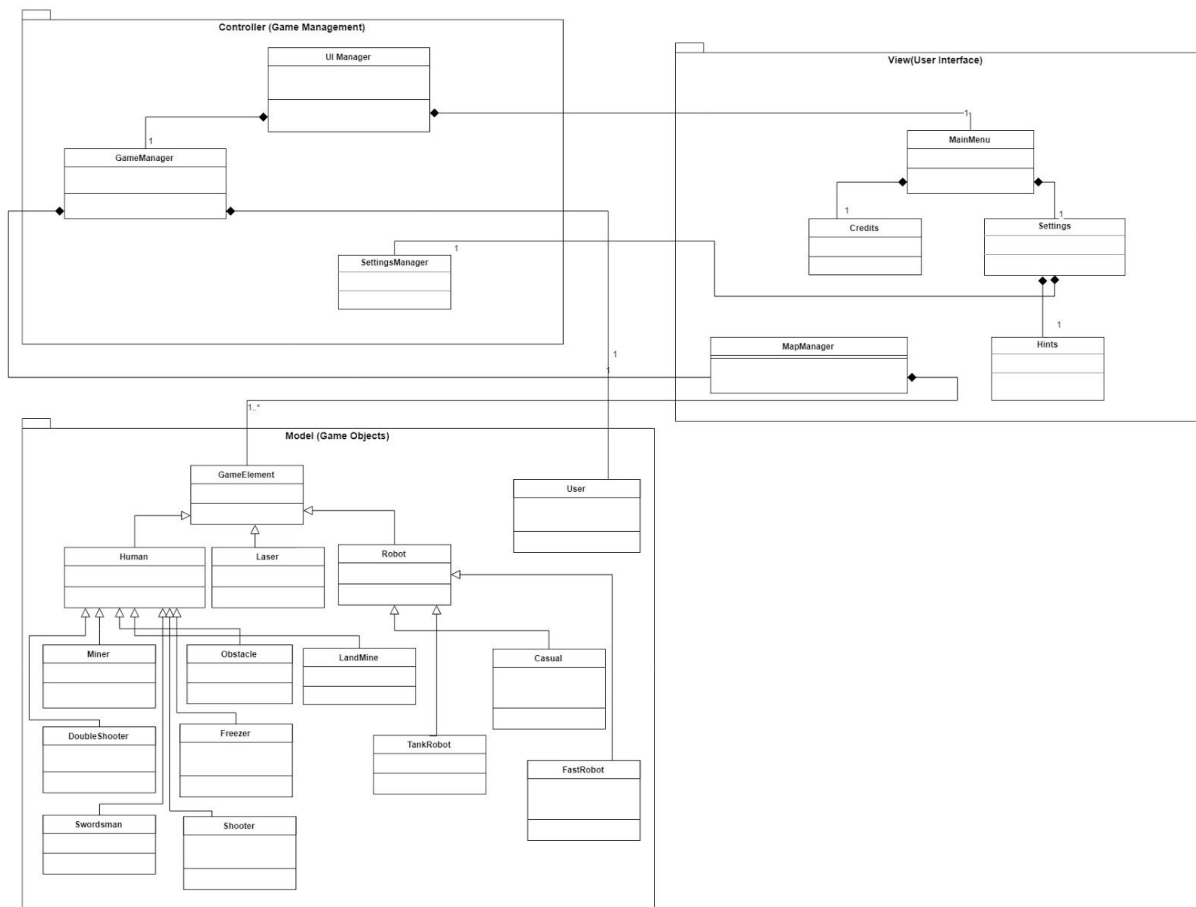 Controller (Game Management)
UI Manager
1
GameManager
SettingsManager
1
View(User Interface)
1
MainMenu
1
Credits
1
Settings
1
Hints
MapManager
1
1
1..*
Model (Game Objects)
GameElement
User
Human
Laser
Robot
Miner
Obstacle
LandMine
Casual
DoubleShooter
Freezer
TankRobot
FastRobot
Swordsman
Shooter